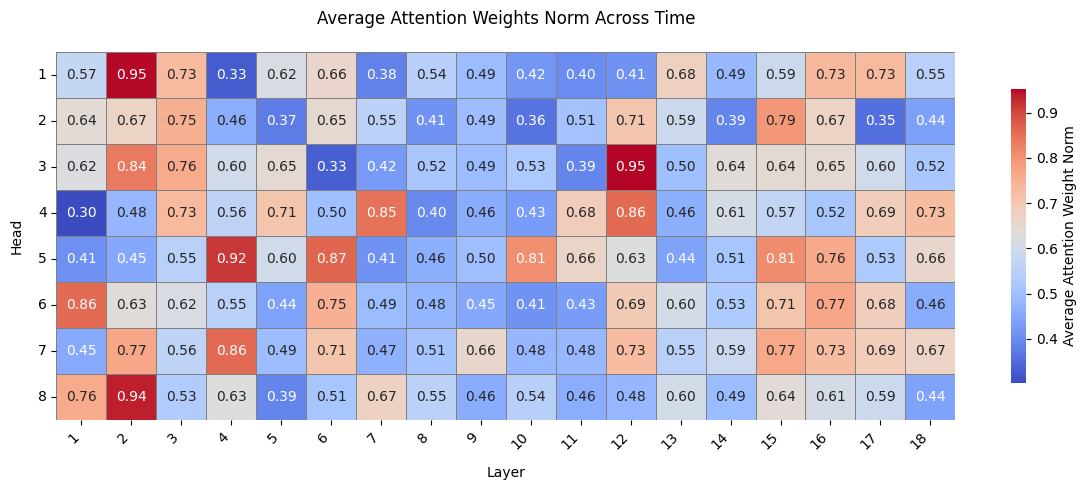 Average Attention Weights Norm Across Time
Head
1 0.57 0.95 0.73 0.33 0.62 0.66 0.38 0.54 0.49 0.42 0.40 0.41 0.68 0.49 0.59 0.73 0.73 0.55
2 0.64 0.67 0.75 0.46 0.37 0.65 0.55 0.41 0.49 0.36 0.51 0.71 0.59 0.39 0.79 0.67 0.35 0.44
3 0.62 0.84 0.76 0.60 0.65 0.33 0.42 0.52 0.49 0.53 0.39 0.95 0.50 0.64 0.64 0.65 0.60 0.52
4 0.30 0.48 0.73 0.56 0.71 0.50 0.85 0.40 0.46 0.43 0.68 0.86 0.46 0.61 0.57 0.52 0.69 0.73
5 0.41 0.45 0.55 0.92 0.60 0.87 0.41 0.46 0.50 0.81 0.66 0.63 0.44 0.51 0.81 0.76 0.53 0.66
6 0.86 0.63 0.62 0.55 0.44 0.75 0.49 0.48 0.45 0.41 0.43 0.69 0.60 0.53 0.71 0.77 0.68 0.46
7 0.45 0.77 0.56 0.86 0.49 0.71 0.47 0.51 0.66 0.48 0.48 0.73 0.55 0.59 0.77 0.73 0.69 0.67
8 0.76 0.94 0.53 0.63 0.39 0.51 0.67 0.55 0.46 0.54 0.46 0.48 0.60 0.49 0.64 0.61 0.59 0.44
1 2 3 4 5 6 7 8 9 10 11 12 13 14 15 16 17 18
Layer
0.9
0.8
0.7
0.6
0.5
0.4
Average Attention Weight Norm